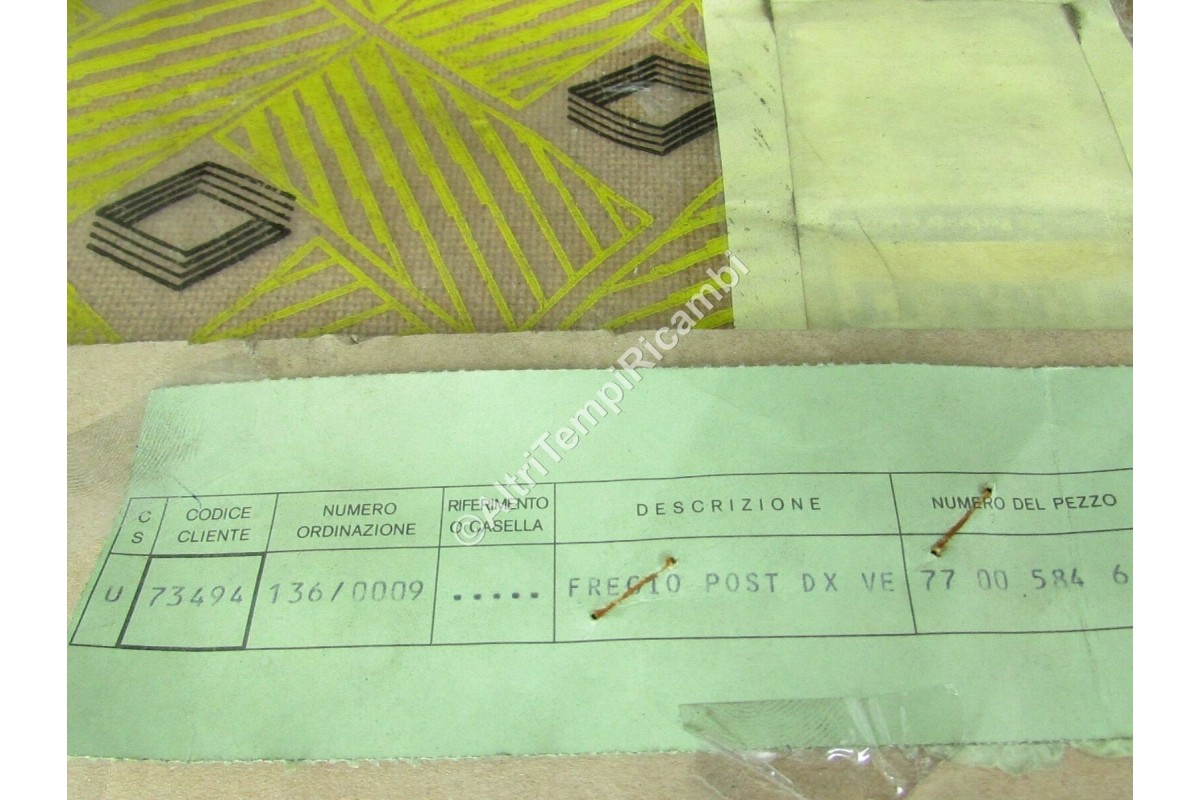 ©AltriTempiRicambi
C S
CODICE CLIENTE
NUMERO ORDINAZIONE
RIFERIMENTO O CASELLA
DESCRIZIONE
NUMERO DEL PEZZO
U 73494 136/0009 ..... FREGIO POST DX VE 77 00 584 6